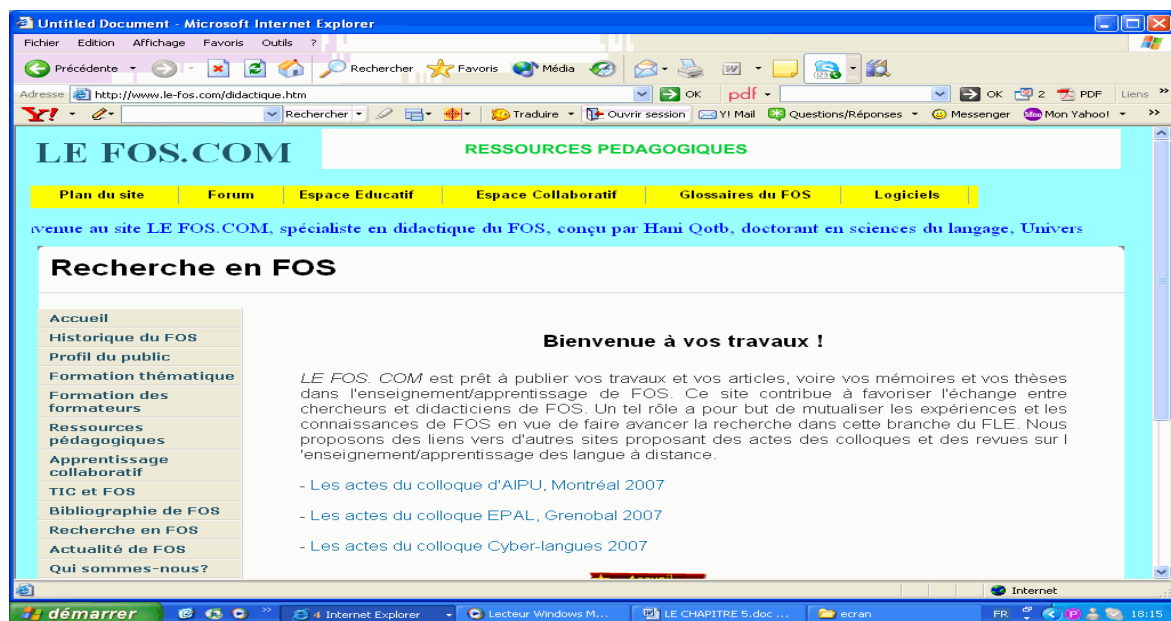 Untitled Document - Microsoft Internet Explorer
Fichier Edition Affichage Favoris Outils ?
Précédente Rechercher Favoris Média
Adresse http://www.le-fos.com/didactique.htm OK pdf OK 2 PDF Liens »
Y! Rechercher Traduire Ouvrir session Y! Mail Questions/Réponses Messenger Mon Yahoo! »
LE FOS.COM RESSOURCES PEDAGOGIQUES
Plan du site Forum Espace Educatif Espace Collaboratif Glossaires du FOS Logiciels
venue au site LE FOS.COM, spécialiste en didactique du FOS, conçu par Hani Qotb, doctorant en sciences du langage, Univers
Recherche en FOS
Accueil
Historique du FOS
Profil du public
Formation thématique
Formation des
formateurs
Ressources
pédagogiques
Apprentissage
collaboratif
TIC et FOS
Bibliographie de FOS
Recherche en FOS
Actualité de FOS
Qui sommes-nous?
Bienvenue à vos travaux !
LE FOS. COM est prêt à publier vos travaux et vos articles, voire vos mémoires et vos thèses
dans l'enseignement/apprentissage de FOS. Ce site contribue à favoriser l'échange entre
chercheurs et didacticiens de FOS. Un tel rôle a pour but de mutualiser les expériences et les
connaissances de FOS en vue de faire avancer la recherche dans cette branche du FLE. Nous
proposons des liens vers d'autres sites proposant des actes des colloques et des revues sur l
'enseignement/apprentissage des langue à distance.
- Les actes du colloque d'AIPU, Montréal 2007
- Les actes du colloque EPAL, Grenobal 2007
- Les actes du colloque Cyber-langues 2007
Internet
démarrer » 4 Internet Explorer Lecteur Windows M... LE CHAPITRE 5.doc ... ecran FR 18:15